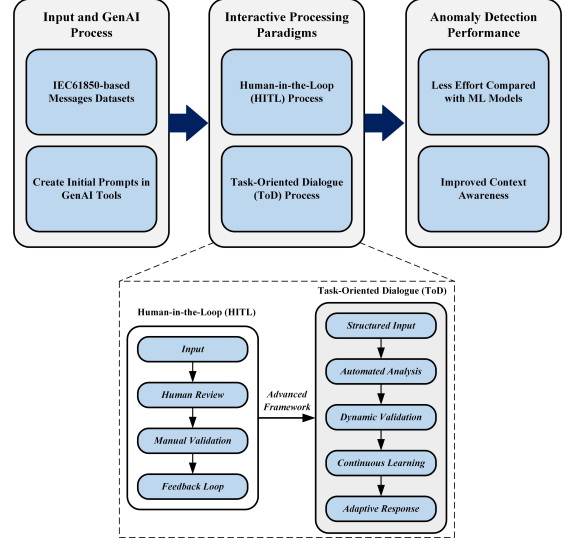 Input and GenAI
Process
IEC61850-based
Messages Datasets
Create Initial Prompts in
GenAI Tools
Interactive Processing
Paradigms
Human-in-the-Loop
(HITL) Process
Task-Oriented Dialogue
(ToD) Process
Anomaly Detection
Performance
Less Effort Compared
with ML Models
Improved Context
Awareness
Human-in-the-Loop (HITL)
Input
Human Review
Manual Validation
Feedback Loop
Advanced
Framework
Task-Oriented Dialogue (ToD)
Structured Input
Automated Analysis
Dynamic Validation
Continuous Learning
Adaptive Response